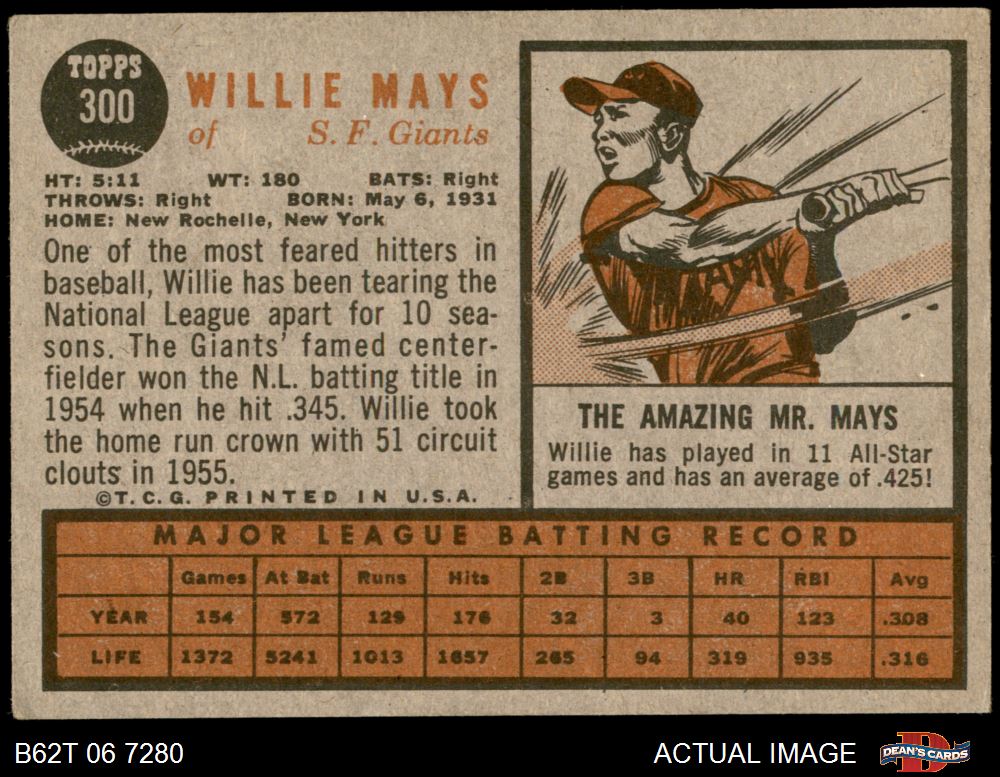 TOPPS
300
WILLIE MAYS
of S. F. Giants
HT: 5:11 WT: 180 BATS: Right
THROWS: Right BORN: May 6, 1931
HOME: New Rochelle, New York
One of the most feared hitters in
baseball, Willie has been tearing the
National League apart for 10 sea-
sons. The Giants' famed center-
fielder won the N.L. batting title in
1954 when he hit .345. Willie took
the home run crown with 51 circuit
clouts in 1955.
©T.C.G. PRINTED IN U.S.A.
THE AMAZING MR. MAYS
Willie has played in 11 All-Star
games and has an average of .425!
MAJOR LEAGUE BATTING RECORD
Games At Bat Runs Hits 2B 3B HR RBI Avg
YEAR 154 572 129 176 32 3 40 123 .308
LIFE 1372 5241 1013 1657 265 94 319 935 .316
B62T 06 7280 ACTUAL IMAGE DEAN'S CARDS